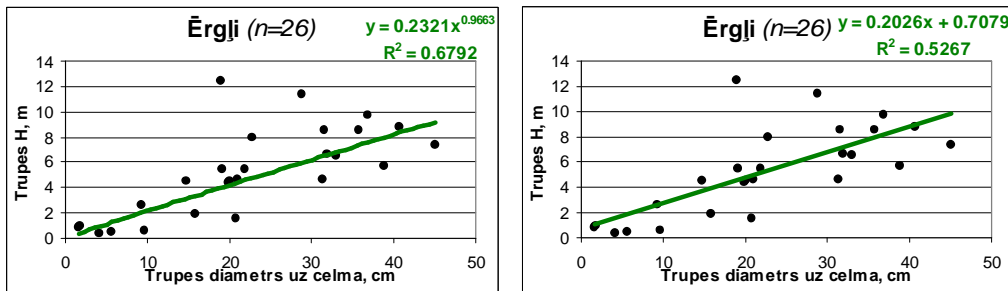 Ērgļi (n=26)
y = 0.2321x^0.9663
R² = 0.6792
Trupes H, m
14
12
10
8
6
4
2
0
0 10 20 30 40 50
Trupes diametrs uz celma, cm
Ērgļi (n=26)
y = 0.2026x + 0.7079
R² = 0.5267
Trupes H, m
14
12
10
8
6
4
2
0
0 10 20 30 40 50
Trupes diametrs uz celma, cm